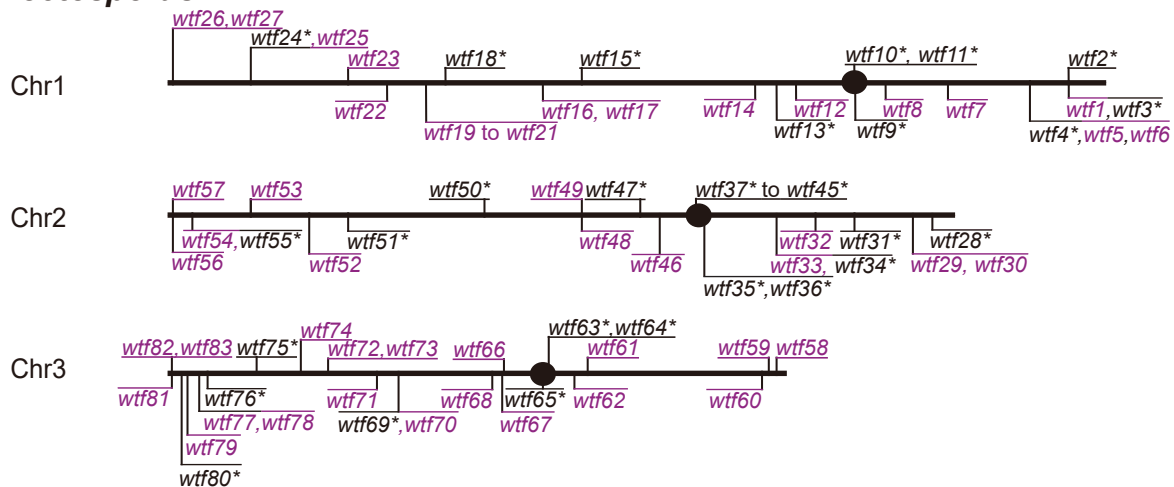 wtf26,wtf27
wtf24*,wtf25
wtf23
wtf18*
wtf15*
wtf10*, wtf11*
wtf2*
Chr1
wtf22
wtf19 to wtf21
wtf16, wtf17
wtf14
wtf12
wtf13*
wtf9*
wtf8
wtf7
wtf1,wtf3*
wtf4*,wtf5,wtf6
wtf57
wtf53
wtf50*
wtf49
wtf47*
wtf37* to wtf45*
Chr2
wtf54,wtf55*
wtf56
wtf52
wtf51*
wtf48
wtf46
wtf32
wtf31*
wtf28*
wtf33, wtf34*
wtf29, wtf30
wtf35*,wtf36*
wtf82,wtf83
wtf75*
wtf74
wtf72,wtf73
wtf66
wtf63*,wtf64*
wtf61
wtf59
wtf58
Chr3
wtf81
wtf76*
wtf71
wtf68
wtf65*
wtf62
wtf60
wtf77,wtf78
wtf69*,wtf70
wtf67
wtf79
wtf80*